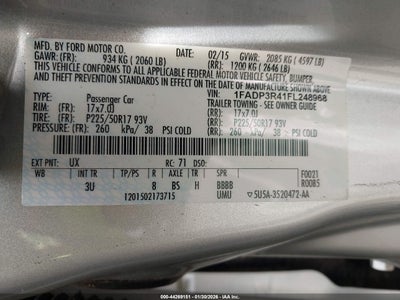 MFD. BY FORD MOTOR CO.
02/15 GVWR: 2085 KG ( 4597 LB)
GAWR: (FR): 934 KG ( 2060 LB) (RR): 1200 KG ( 2646 LB)
THIS VEHICLE CONFORMS TO ALL APPLICABLE FEDERAL MOTOR VEHICLE SAFETY, BUMPER,
AND THEFT PREVENTION STANDARDS IN EFFECT ON THE DATE OF MANUFACTURE SHOWN ABOVE.
VIN: 1FADP3R41FL248968
TYPE: Passenger Car TRAILER TOWING - SEE OWNER GUIDE
RIM: (FR): 17x7.0J (RR): 17x7.0J
TIRE: (FR): P225/50R17 93V (RR): P225/50R17 93V
PRESSURE: (FR): 260 kPa/ 38 PSI COLD (RR): 260 kPa/ 38 PSI COLD
EXT PNT: UX RC: 71 DSO:
WB INT TR TP/PS R AXLE TR SPR F0021
3U 8 BS H BBBB R0085
1201502173715 UMU 5U5A-3520472-AA
000-44269151 - 01/20/2026 - © IAA Inc.